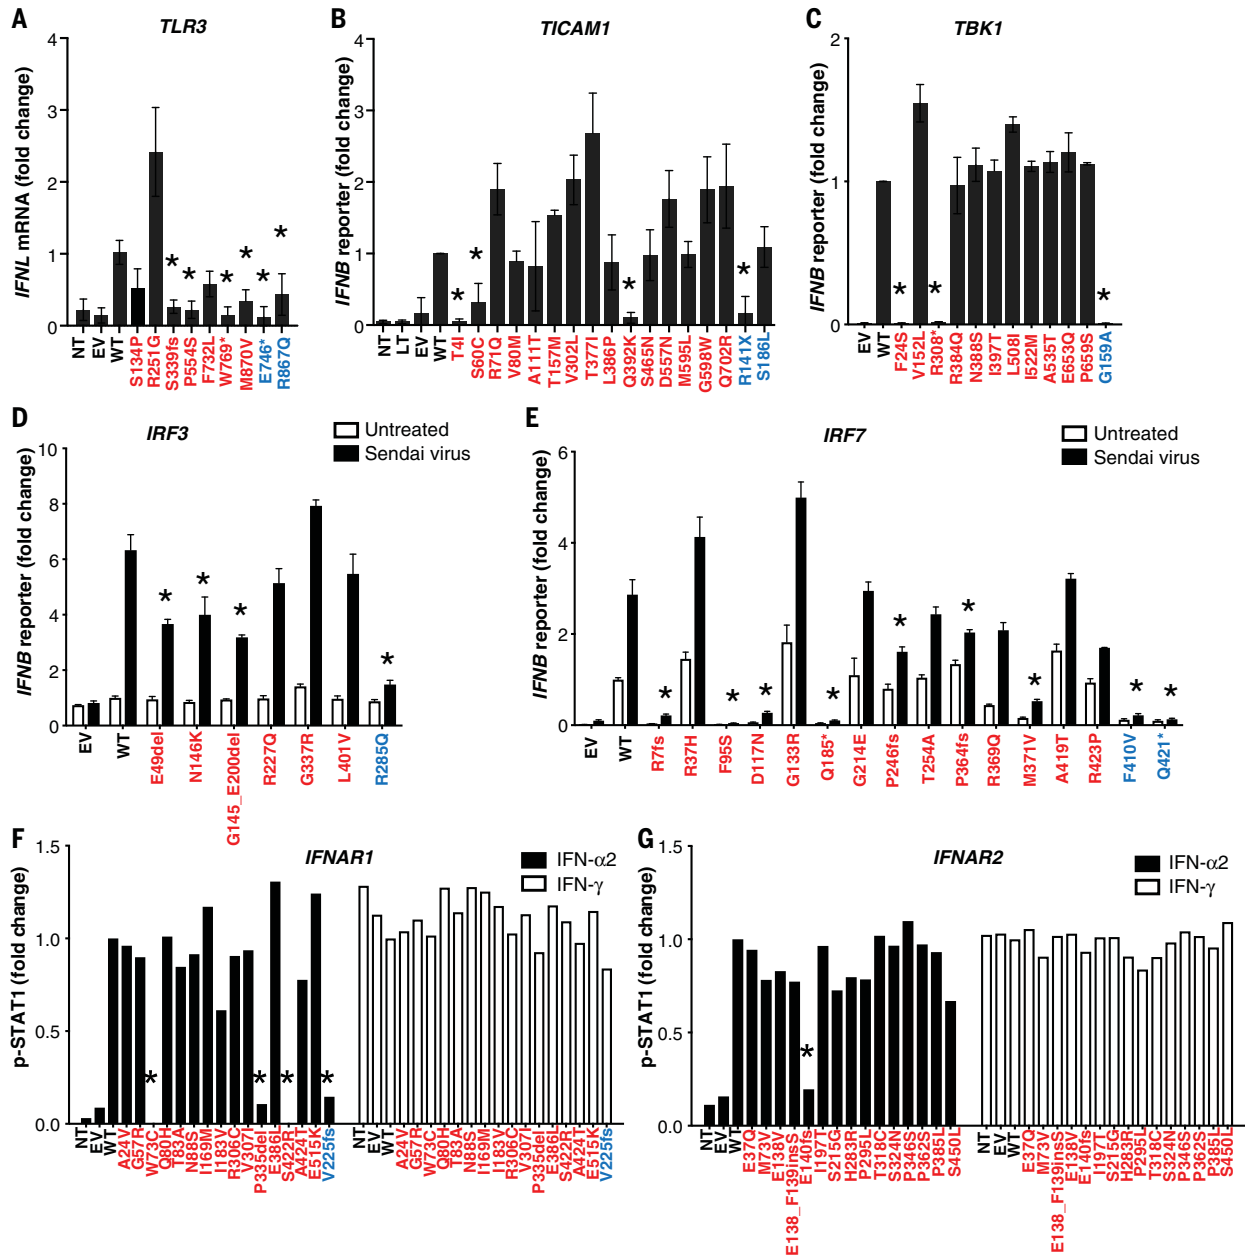 A
TLR3
IFNL mRNA (fold change)
4
3
2
1
0
* * * * * *
NT EV WT S134P R251G S339fs P554S F732L W769* M870V E746* R867Q
B
TICAM1
IFNB reporter (fold change)
4
3
2
1
0
* * * *
NT LT EV WT T4I S60C R71Q V80M A111T T157M V302L T377I L386P Q392K S465N D557N M595L G598W Q702R R141X S186L
C
TBK1
IFNB reporter (fold change)
2
1
0
* * *
EV WT F24S V152L R308* R384Q N388S I397T L508I I522M A535T E653Q P659S G159A
D
IRF3
Untreated
Sendai virus
IFNB reporter (fold change)
10
8
6
4
2
0
* * * *
EV WT E49del N146K G145_E200del R227Q G337R L401V R285Q
E
IRF7
Untreated
Sendai virus
IFNB reporter (fold change)
6
4
2
0
* * * * * * * * *
EV WT R7fs R37H F95S D117N G133R Q185* G214E P246fs T254A P364fs R369Q M371V A419T R423P F410V Q421*
F
IFNAR1
IFN-α2
IFN-γ
p-STAT1 (fold change)
1.5
1.0
0.5
0.0
* * * *
NT EV WT A24V G57R W73C Q80H T83A N88S I169M I183V R306C V307I P335del E386L S422R A424T E515K V225fs
NT EV WT A24V G57R W73C Q80H T83A N88S I169M I183V R306C V307I P335del E386L S422R A424T E515K V225fs
G
IFNAR2
IFN-α2
IFN-γ
p-STAT1 (fold change)
1.5
1.0
0.5
0.0
*
NT EV WT E37Q M73V E138V E138_F139insS E140fs I197T S215G H283R P295L T318C S324N P346S P362S P385L S450L
NT EV WT E37Q M73V E138_F139insS E138V E140fs I197T S215G H283R P295L T318C S324N P346S P362S P385L S450L